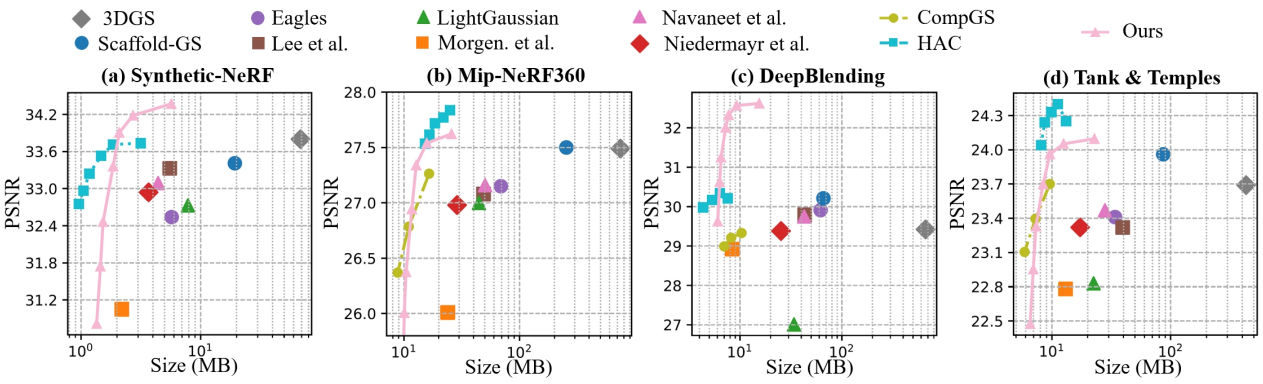 3DGS Eagles LightGaussian Navaneet et al. CompGS Ours
Scaffold-GS Lee et al. Morgen. et al. Niedermayr et al. HAC
(a) Synthetic-NeRF
PSNR
34.2
33.6
33.0
32.4
31.8
31.2
10⁰ 10¹
Size (MB)
(b) Mip-NeRF360
PSNR
28.0
27.5
27.0
26.5
26.0
10¹ 10²
Size (MB)
(c) DeepBlending
PSNR
32
31
30
29
28
27
10¹ 10²
Size (MB)
(d) Tank & Temples
PSNR
24.3
24.0
23.7
23.4
23.1
22.8
22.5
10¹ 10²
Size (MB)